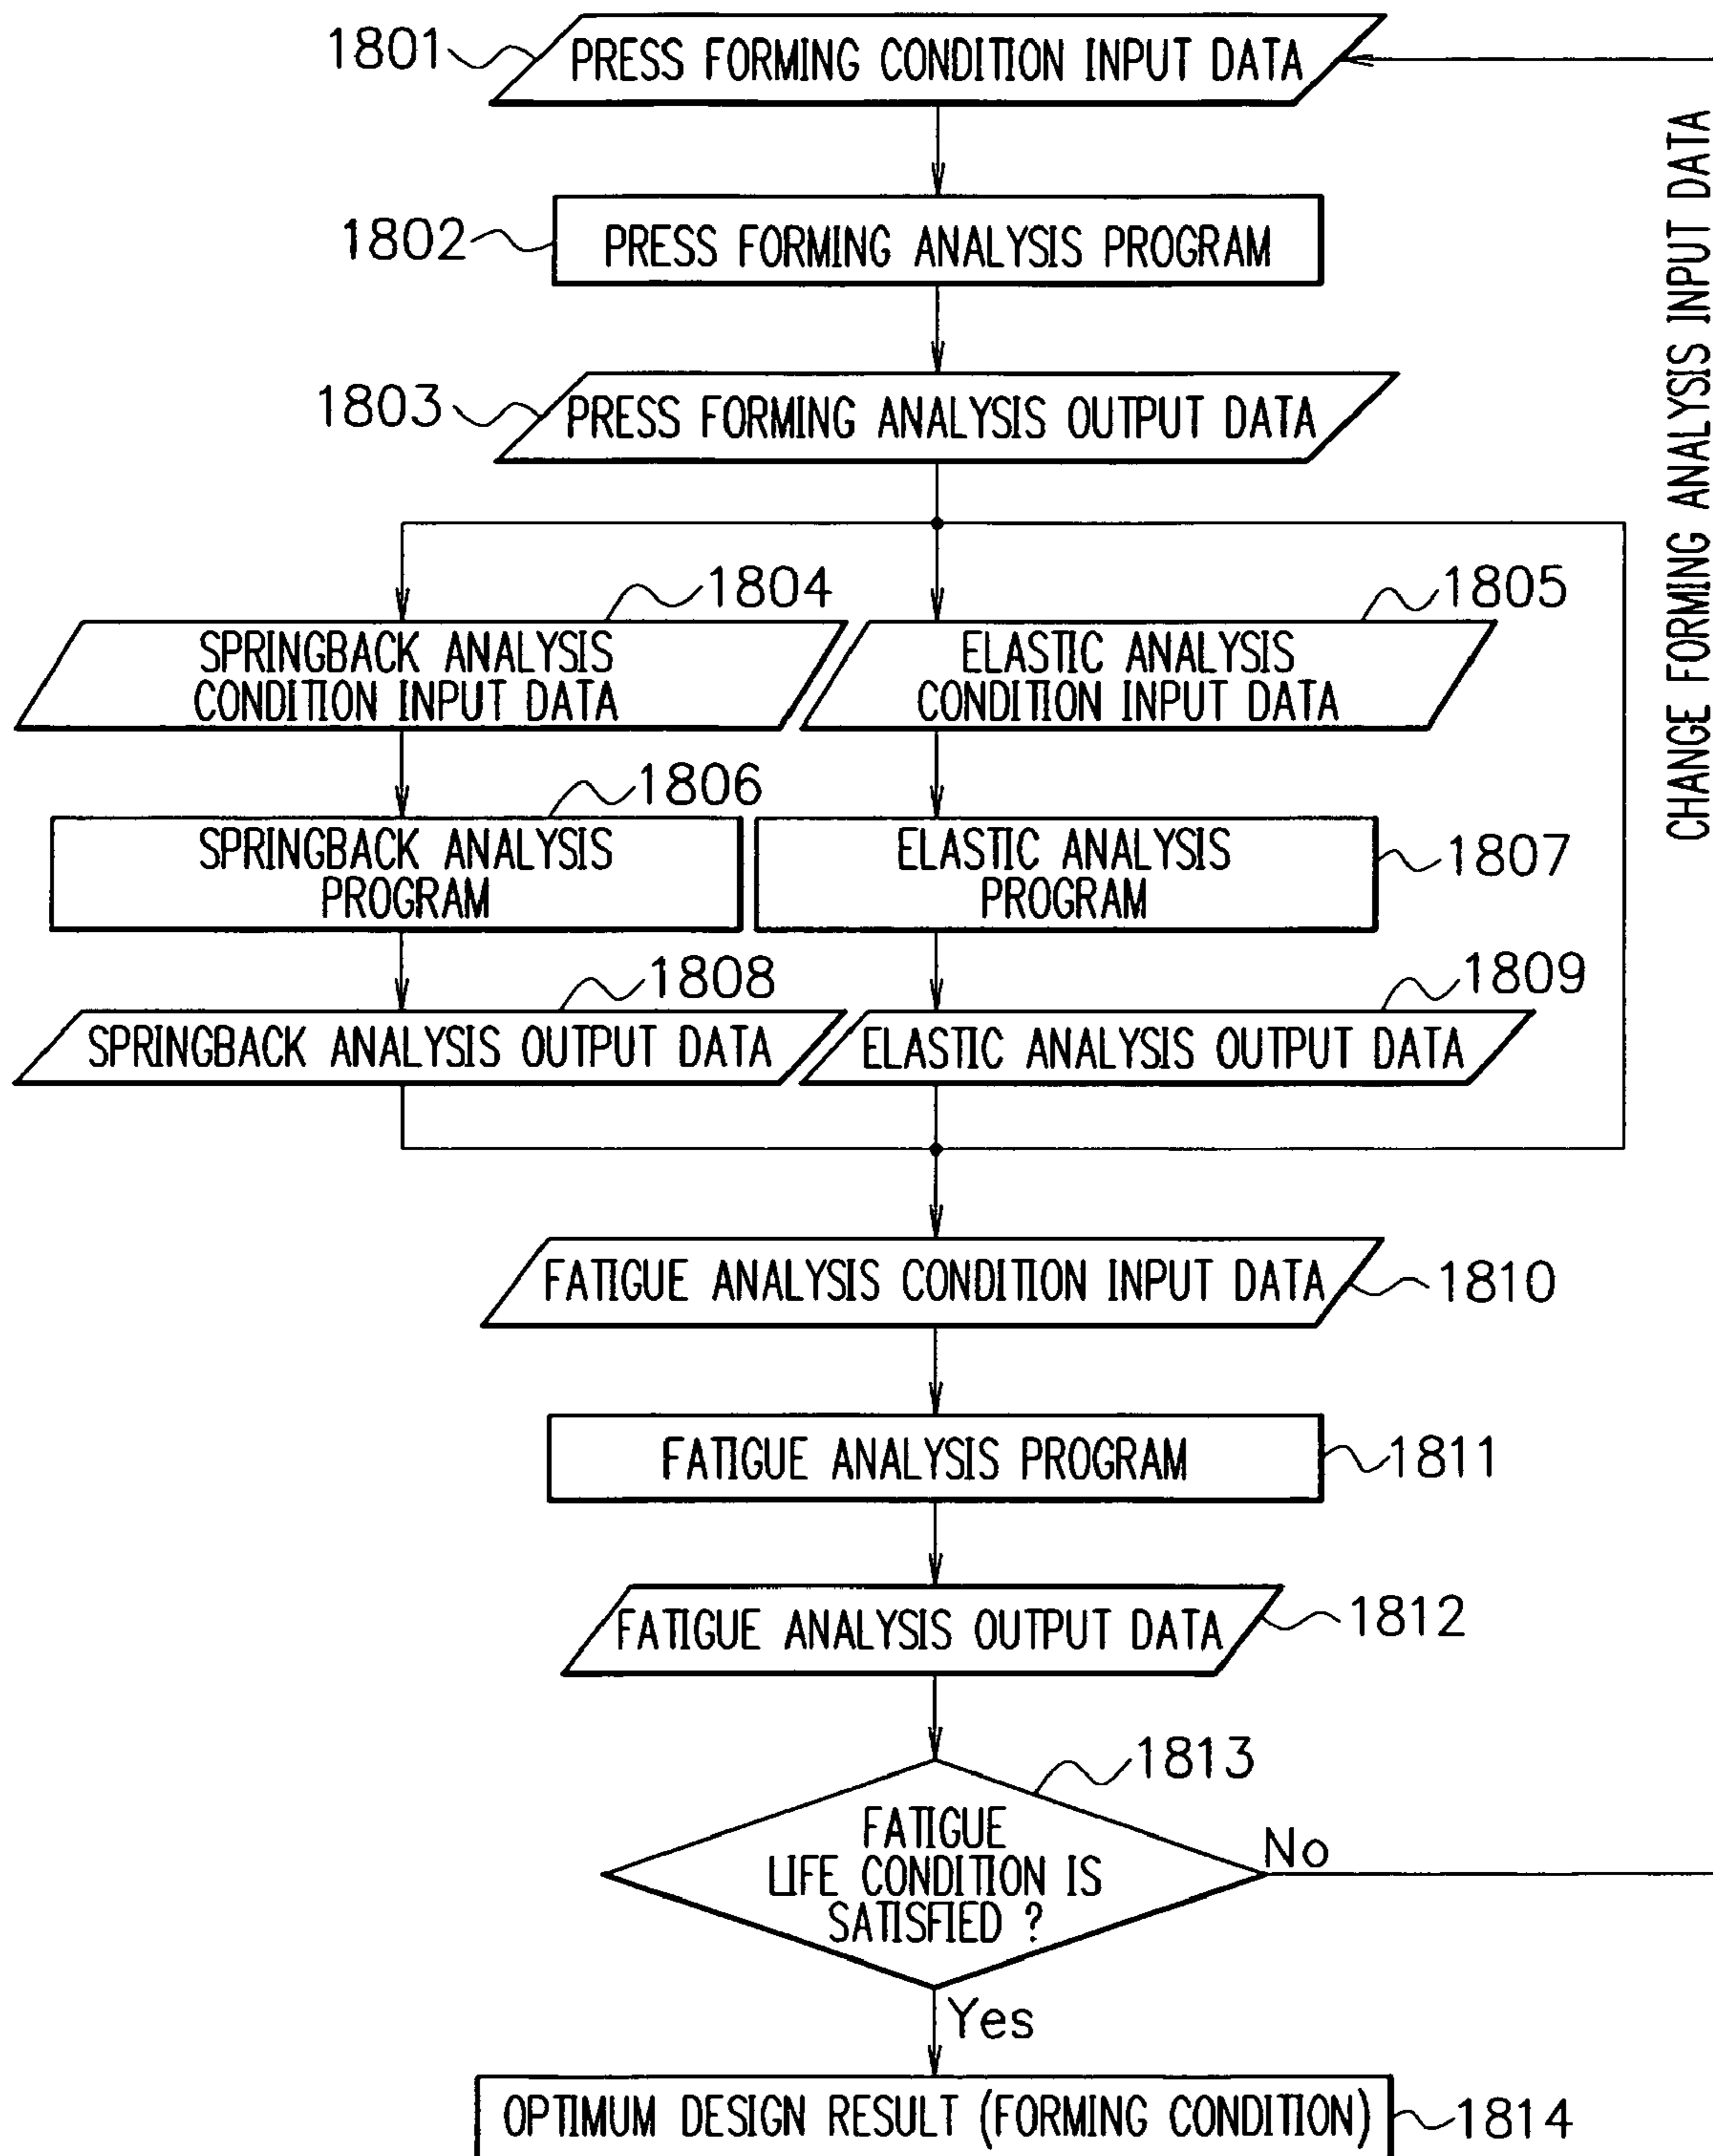 1801
PRESS FORMING CONDITION INPUT DATA
1802
PRESS FORMING ANALYSIS PROGRAM
1803
PRESS FORMING ANALYSIS OUTPUT DATA
CHANGE FORMING ANALYSIS INPUT DATA
1804
1805
SPRINGBACK ANALYSIS
CONDITION INPUT DATA
ELASTIC ANALYSIS
CONDITION INPUT DATA
1806
SPRINGBACK ANALYSIS
PROGRAM
ELASTIC ANALYSIS
PROGRAM
1807
1808
1809
SPRINGBACK ANALYSIS OUTPUT DATA
ELASTIC ANALYSIS OUTPUT DATA
FATIGUE ANALYSIS CONDITION INPUT DATA
1810
FATIGUE ANALYSIS PROGRAM
1811
FATIGUE ANALYSIS OUTPUT DATA
1812
1813
FATIGUE
LIFE CONDITION IS
SATISFIED ?
No
Yes
OPTIMUM DESIGN RESULT (FORMING CONDITION)
1814